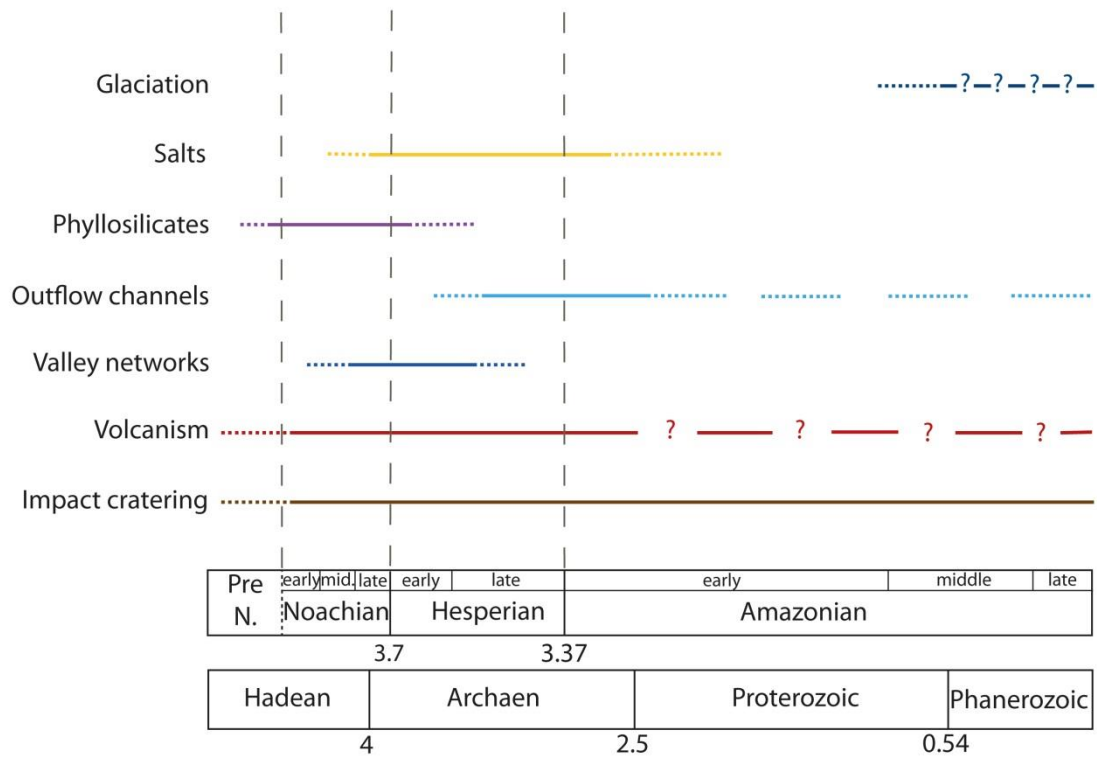 Glaciation
? ? ? ?
Salts
Phyllosilicates
Outflow channels
Valley networks
Volcanism
? ? ? ?
Impact cratering
Pre N.
early mid. late early late early middle late
Noachian Hesperian Amazonian
3.7 3.37
Hadean Archaen Proterozoic Phanerozoic
4 2.5 0.54